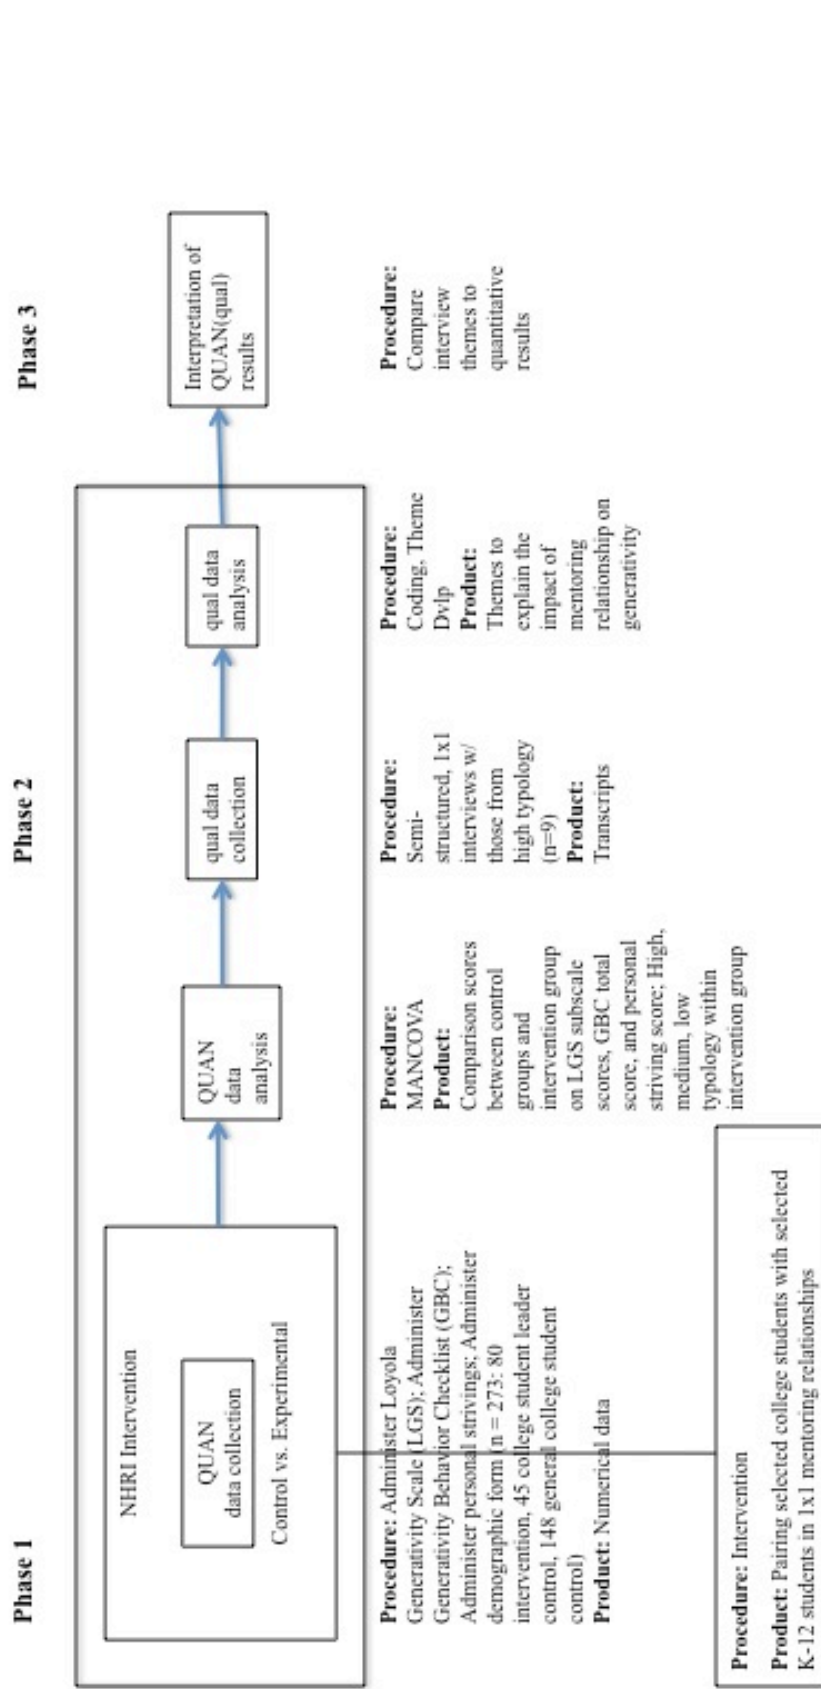 Phase 1
Phase 2
Phase 3
NHRI Intervention
QUAN
data collection
Control vs. Experimental
QUAN
data
analysis
qual data
collection
qual data
analysis
Interpretation of
QUAN(qual)
results
Procedure: Administer Loyola
Generativity Scale (LGS); Administer
Generativity Behavior Checklist (GBC);
Administer personal strivings; Administer
demographic form (n = 273: 80
intervention, 45 college student leader
control, 148 general college student
control)
Product: Numerical data
Procedure:
MANCOVA
Product:
Comparison scores
between control
groups and
intervention group
on LGS subscale
scores, GBC total
score, and personal
striving score; High,
medium, low
typology within
intervention group
Procedure:
Semi-
structured, 1x1
interviews w/
those from
high typology
(n=9)
Product:
Transcripts
Procedure:
Coding, Theme
Dvlp
Product:
Themes to
explain the
impact of
mentoring
relationship on
generativity
Procedure:
Compare
interview
themes to
quantitative
results
Procedure: Intervention
Product: Pairing selected college students with selected
K-12 students in 1x1 mentoring relationships